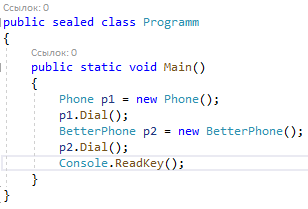 Ссылок: 0
public sealed class Programm
{
Ссылок: 0
public static void Main()
{
Phone p1 = new Phone();
p1.Dial();
BetterPhone p2 = new BetterPhone();
p2.Dial();
Console.ReadKey();
}
}